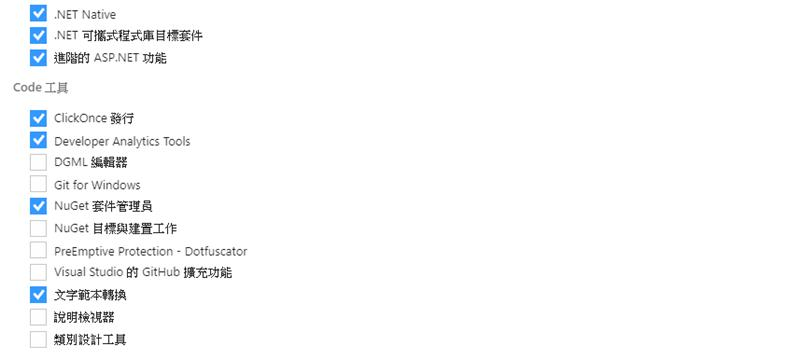 .NET Native
.NET 可攜式程式庫目標套件
進階的 ASP.NET 功能
Code 工具
ClickOnce 發行
Developer Analytics Tools
DGML 編輯器
Git for Windows
NuGet 套件管理員
NuGet 目標與建置工作
PreEmptive Protection - Dotfuscator
Visual Studio 的 GitHub 擴充功能
文字範本轉換
說明檢視器
類別設計工具